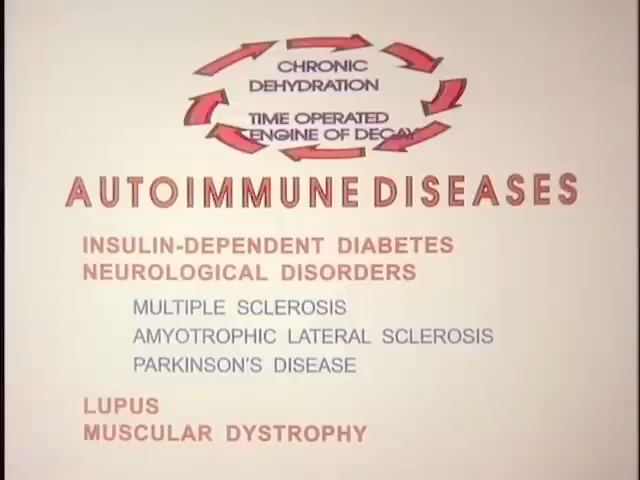 CHRONIC
DEHYDRATION
TIME OPERATED
ENGINE OF DECAY
AUTOIMMUNE DISEASES
INSULIN-DEPENDENT DIABETES
NEUROLOGICAL DISORDERS
MULTIPLE SCLEROSIS
AMYOTROPHIC LATERAL SCLEROSIS
PARKINSON'S DISEASE
LUPUS
MUSCULAR DYSTROPHY